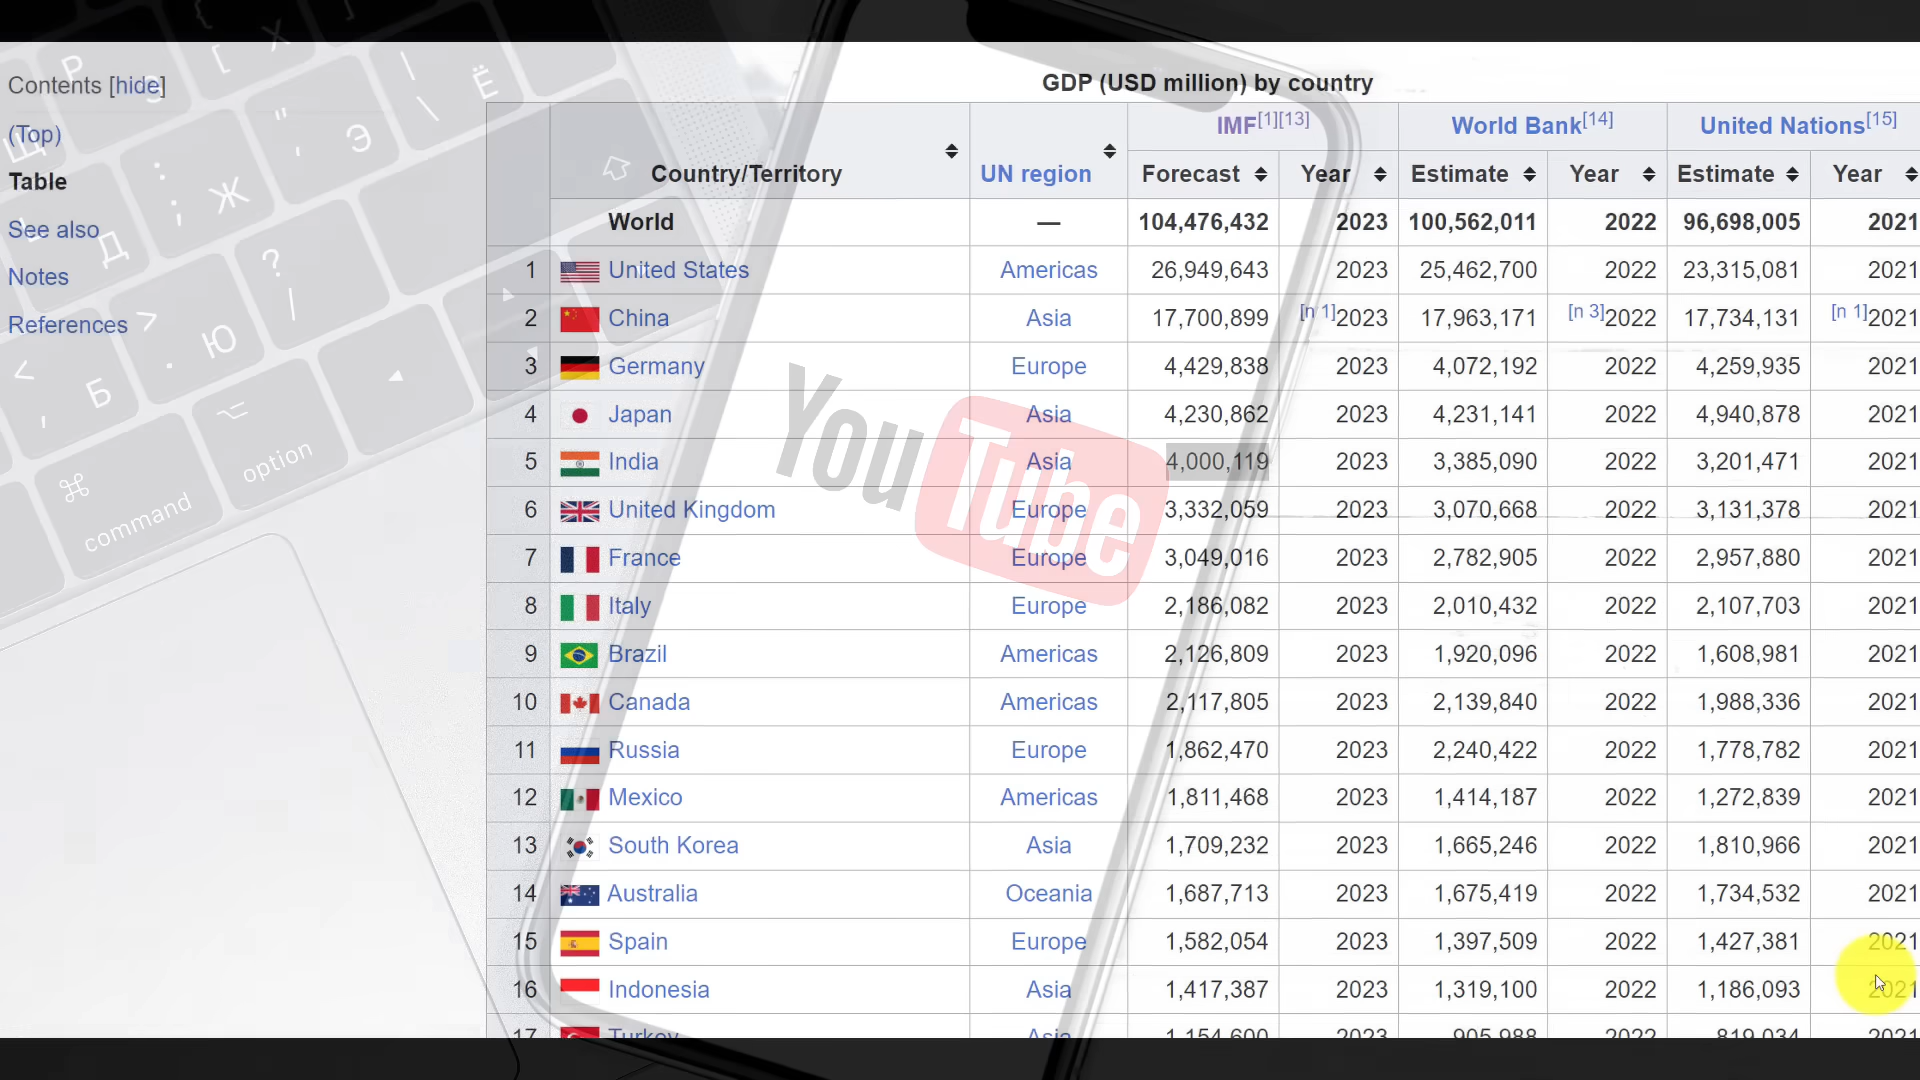 Contents [hide]
(Top)
Table
See also
Notes
References
GDP (USD million) by country
Country/Territory UN region IMF[1][13] World Bank[14] United Nations[15]
Forecast Year Estimate Year Estimate Year
World — 104,476,432 2023 100,562,011 2022 96,698,005 2021
1 United States Americas 26,949,643 2023 25,462,700 2022 23,315,081 2021
2 China Asia 17,700,899 [n 1]2023 17,963,171 [n 3]2022 17,734,131 [n 1]2021
3 Germany Europe 4,429,838 2023 4,072,192 2022 4,259,935 2021
4 Japan Asia 4,230,862 2023 4,231,141 2022 4,940,878 2021
5 India Asia 4,000,119 2023 3,385,090 2022 3,201,471 2021
6 United Kingdom Europe 3,332,059 2023 3,070,668 2022 3,131,378 2021
7 France Europe 3,049,016 2023 2,782,905 2022 2,957,880 2021
8 Italy Europe 2,186,082 2023 2,010,432 2022 2,107,703 2021
9 Brazil Americas 2,126,809 2023 1,920,096 2022 1,608,981 2021
10 Canada Americas 2,117,805 2023 2,139,840 2022 1,988,336 2021
11 Russia Europe 1,862,470 2023 2,240,422 2022 1,778,782 2021
12 Mexico Americas 1,811,468 2023 1,414,187 2022 1,272,839 2021
13 South Korea Asia 1,709,232 2023 1,665,246 2022 1,810,966 2021
14 Australia Oceania 1,687,713 2023 1,675,419 2022 1,734,532 2021
15 Spain Europe 1,582,054 2023 1,397,509 2022 1,427,381 2021
16 Indonesia Asia 1,417,387 2023 1,319,100 2022 1,186,093 2021
17 Turkey Asia 1,154,600 2023 905,988 2022 819,034 2021
YouTube
command
option